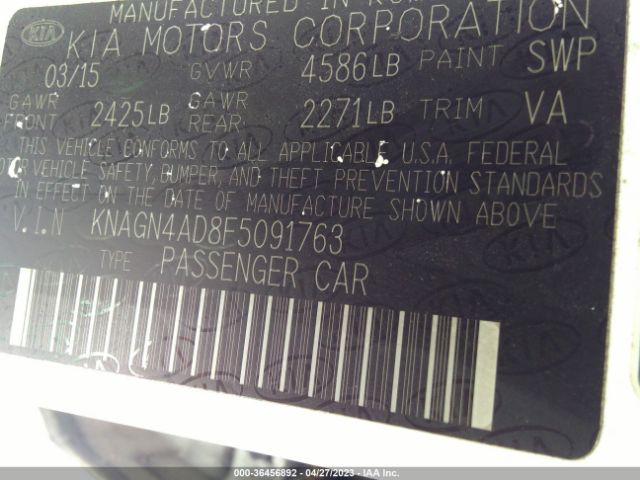 MANUFACTURED IN
KIA KIA MOTORS CORPORATION
03/15 GVWR 4586LB PAINT SWP
GAWR FRONT 2425LB GAWR REAR 2271LB TRIM VA
THIS VEHICLE CONFORMS TO ALL APPLICABLE U.S.A. FEDERAL
VEHICLE SAFETY, BUMPER, AND THEFT PREVENTION STANDARDS
IN EFFECT ON THE DATE OF MANUFACTURE SHOWN ABOVE.
V.I.N KNAGN4AD8F5091763
TYPE PASSENGER CAR
000-36456892 - 04/27/2023 - IAA Inc.